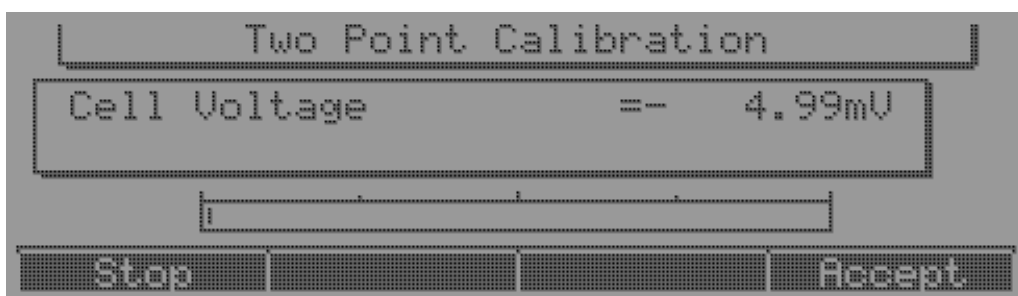 Two Point Calibration
Cell Voltage =- 4.99mV
Stop Accept